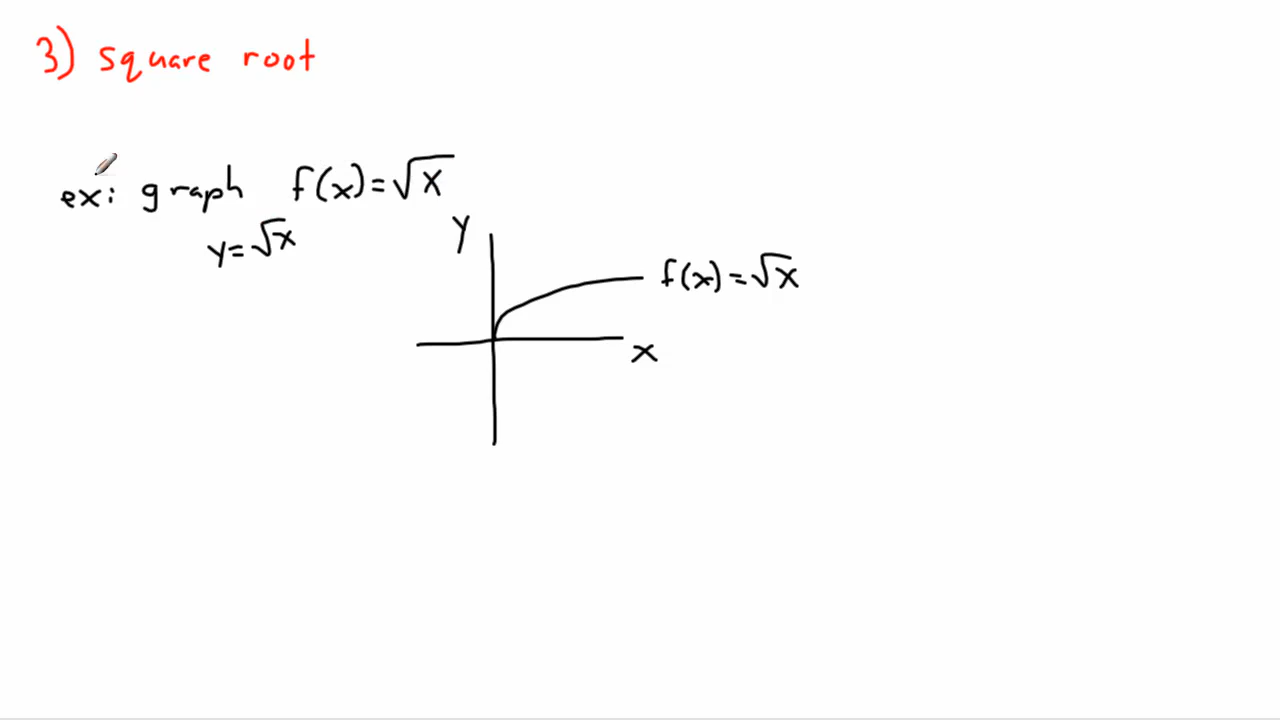 3) square root
ex: graph f(x)=√x
y=√x
y
f(x)=√x
x